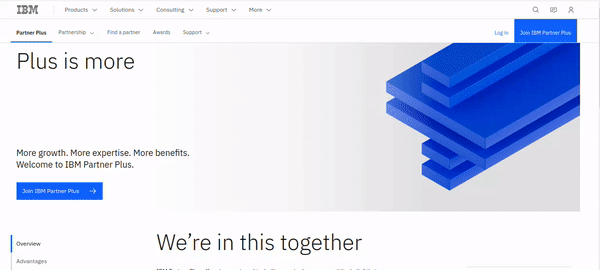 IBM Products Solutions Consulting Support More
Partner Plus Partnership Find a partner Awards Support Log in Join IBM Partner Plus
Plus is more
More growth. More expertise. More benefits.
Welcome to IBM Partner Plus.
Join IBM Partner Plus →
Overview
We’re in this together
Advantages